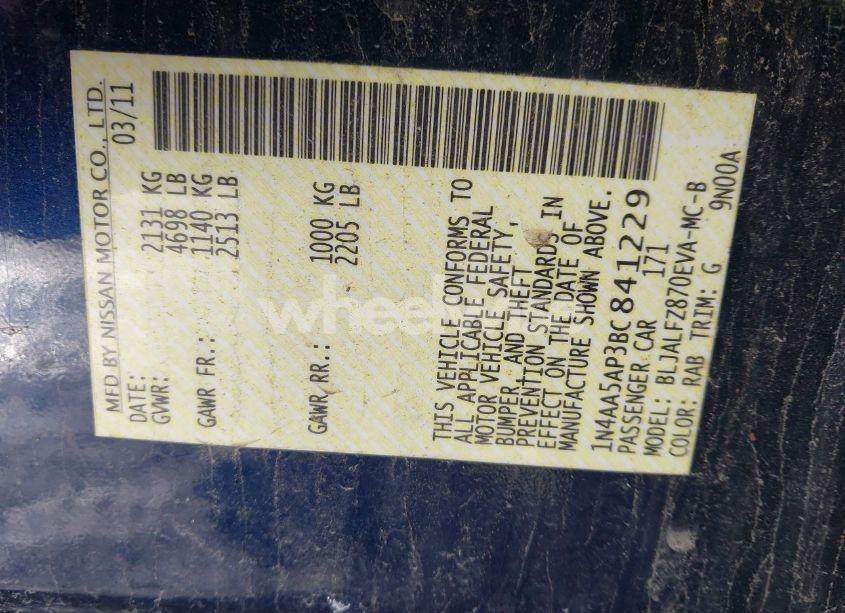 MFD BY NISSAN MOTOR CO., LTD.
DATE: 03/11
GVWR: 2131 KG
4698 LB
GAWR FR.: 1140 KG
2513 LB
GAWR RR.: 1000 KG
2205 LB
THIS VEHICLE CONFORMS TO
ALL APPLICABLE FEDERAL
MOTOR VEHICLE SAFETY,
BUMPER, AND THEFT
PREVENTION STANDARDS IN
EFFECT ON THE DATE OF
MANUFACTURE SHOWN ABOVE.
1N4AA5AP3BC841229
PASSENGER CAR 171
MODEL: BLJALFZ870EVA-MC-B
COLOR: RAB TRIM: G 9N00A